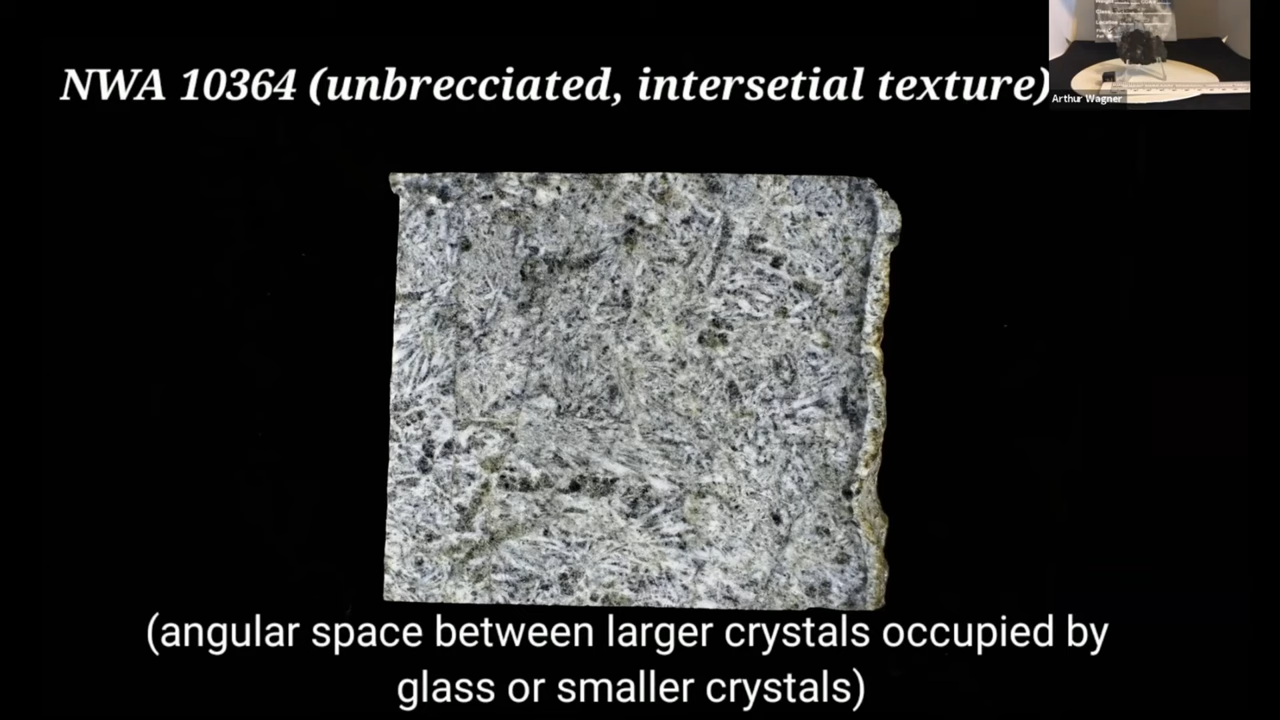 NWA 10364 (unbrecciated, intersetial texture)
Arthur Wagner
(angular space between larger crystals occupied by
glass or smaller crystals)